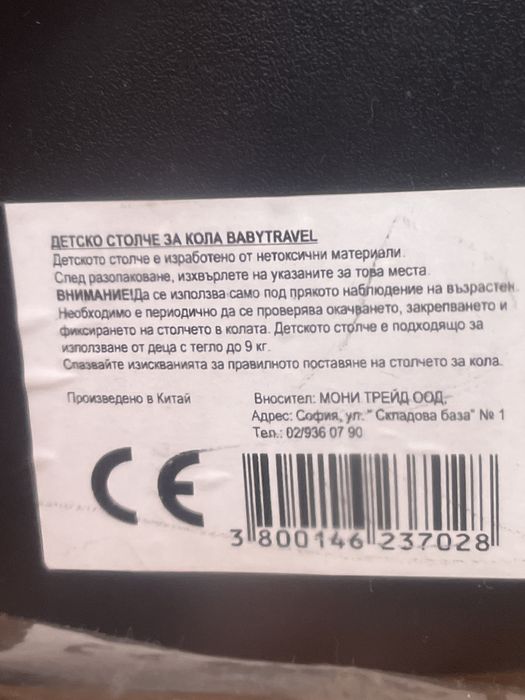 ДЕТСКО СТОЛЧЕ ЗА КОЛА BABYTRAVEL
Детското столче е изработено от нетоксични материали.
След разопаковане, изхвърлете на указаните за това места.
ВНИМАНИЕ!Да се използва само под прякото наблюдение на възрастен.
Необходимо е периодично да се проверява окачването, закрепването и
фиксирането на столчето в колата. Детското столче е подходящо за
използване от деца с тегло до 9 кг.
Спазвайте изискванията за правилното поставяне на столчето за кола.
Произведено в Китай
Вносител: МОНИ ТРЕЙД ООД,
Адрес: София, ул. " Складова база" № 1
Тел.: 02/936 07 90
CE
3 800146 237028